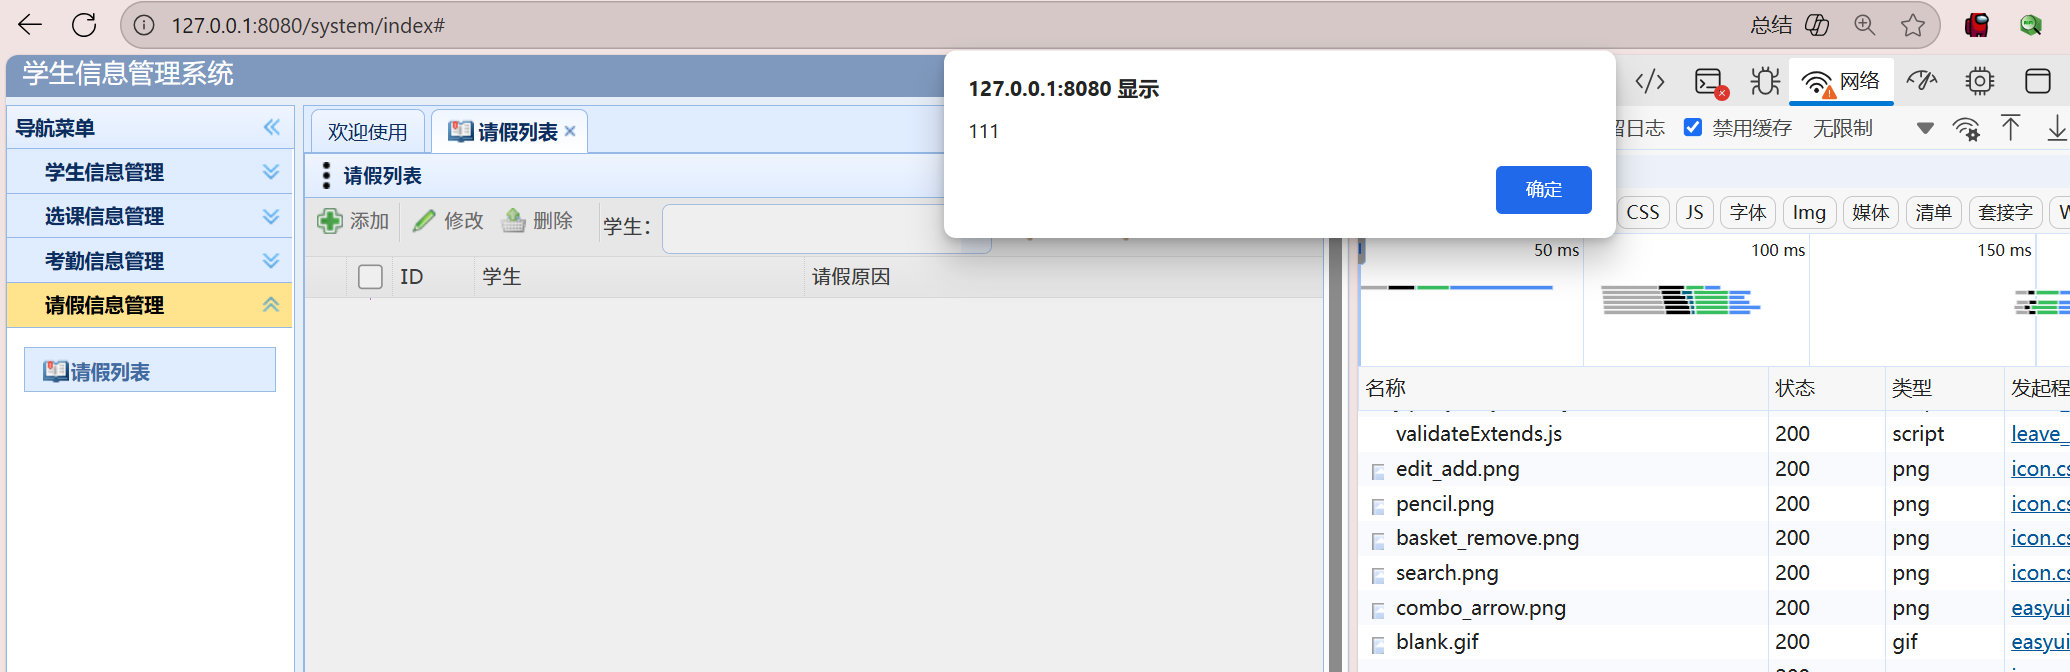 127.0.0.1:8080/system/index#
总结
学生信息管理系统
127.0.0.1:8080 显示
111
确定
网络
导航菜单
学生信息管理
选课信息管理
考勤信息管理
请假信息管理
请假列表
欢迎使用
请假列表
请假列表
添加
修改
删除
学生:
ID
学生
请假原因
留日志
禁用缓存
无限制
CSS
JS
字体
Img
媒体
清单
套接字
50 ms
100 ms
150 ms
名称
状态
类型
发起程
validateExtends.js 200 script leave_
edit_add.png 200 png icon.cs
pencil.png 200 png icon.cs
basket_remove.png 200 png icon.cs
search.png 200 png icon.cs
combo_arrow.png 200 png easyui
blank.gif 200 gif easyui